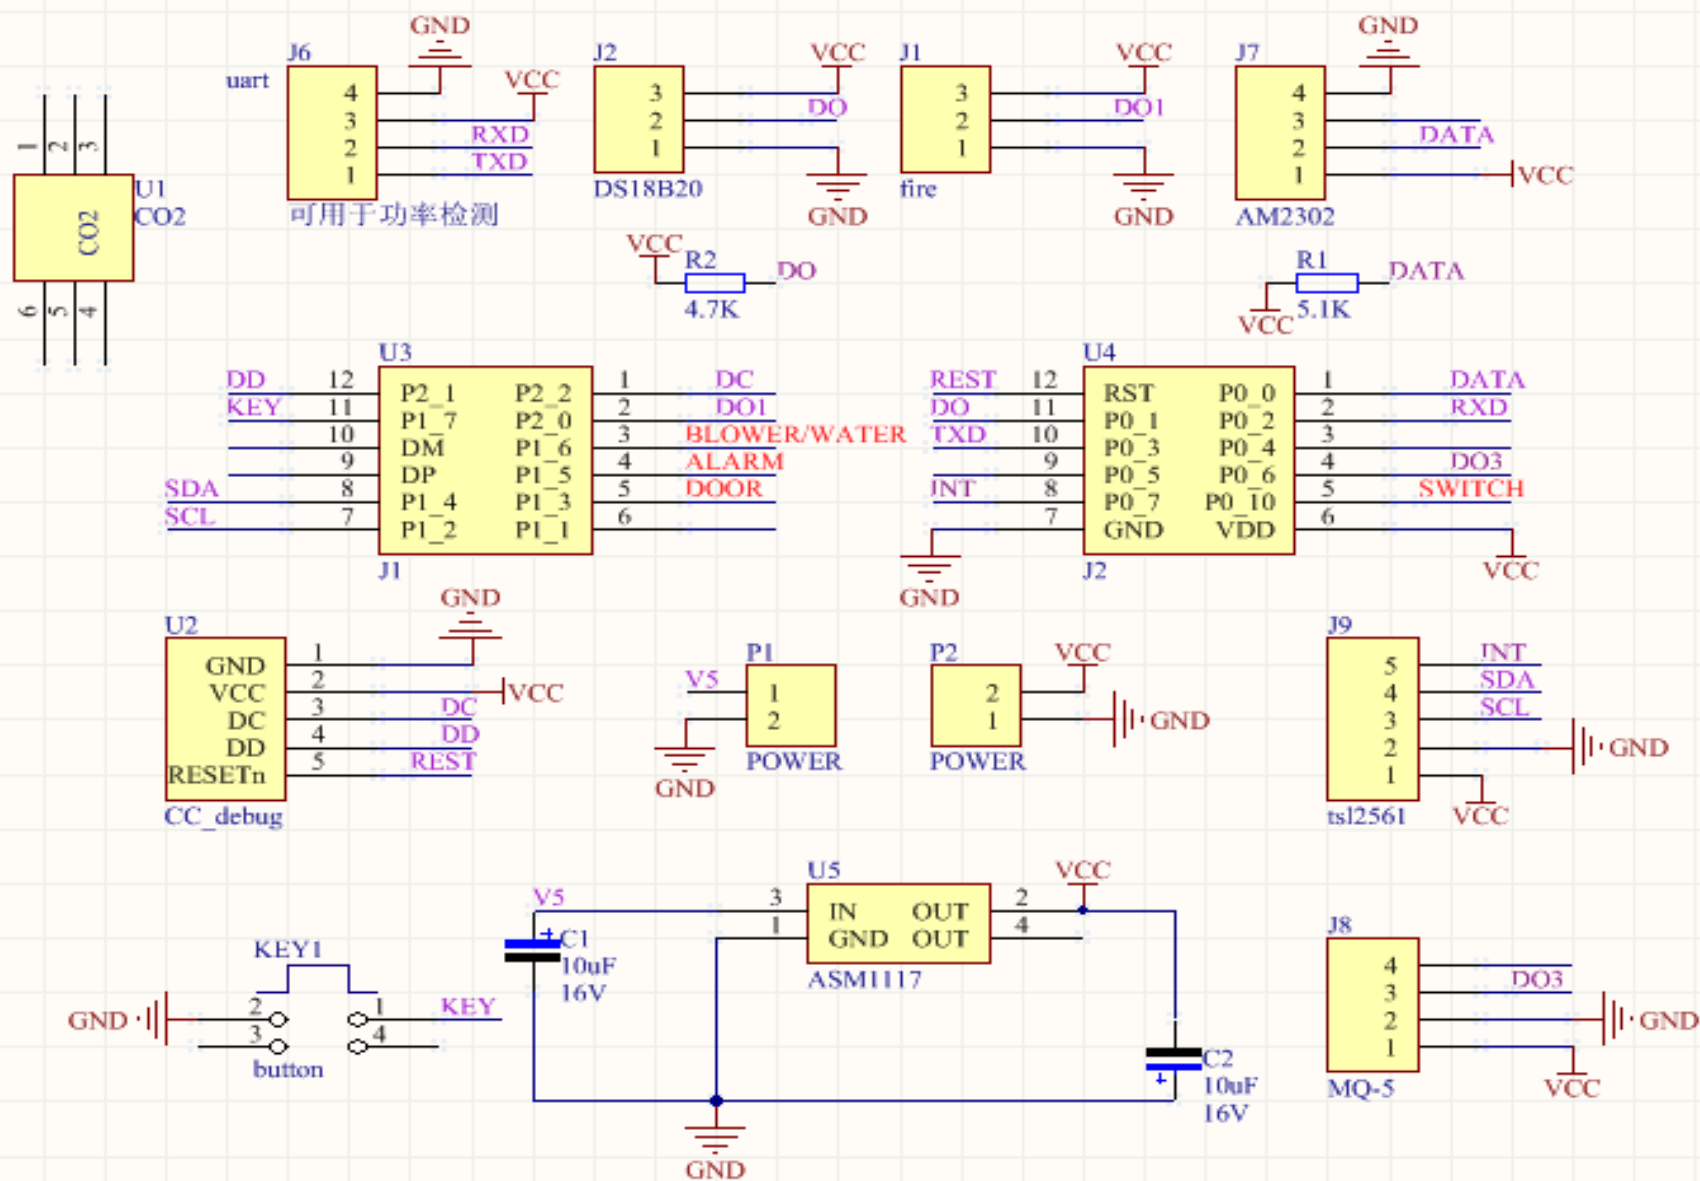 GND
J6
uart
VCC
4
3
2
1
RXD
TXD
可用于功率检测
J2
VCC
3
2
1
DO
DS18B20
GND
J1
VCC
3
2
1
DO1
fire
GND
GND
J7
4
3
2
1
DATA
VCC
AM2302
1
2
3
U1
CO2
CO2
6
5
4
VCC
R2
DO
4.7K
R1
DATA
VCC
5.1K
U3
DD 12 P2_1 P2_2 1 DC
KEY 11 P1_7 P2_0 2 DO1
10 DM P1_6 3 BLOWER/WATER
9 DP P1_5 4 ALARM
SDA 8 P1_4 P1_3 5 DOOR
SCL 7 P1_2 P1_1 6
J1
U4
REST 12 RST P0_0 1 DATA
DO 11 P0_1 P0_2 2 RXD
TXD 10 P0_3 P0_4 3
9 P0_5 P0_6 4 DO3
INT 8 P0_7 P0_10 5 SWITCH
7 GND VDD 6
J2
GND
VCC
GND
U2
GND 1
VCC 2 VCC
DC 3 DC
DD 4 DD
RESETn 5 REST
CC_debug
P1
V5 1
2
POWER
GND
P2
VCC
2
1 GND
POWER
J9
5 INT
4 SDA
3 SCL
2 GND
1
tsl2561 VCC
KEY1
GND 2 1 KEY
3 4
button
V5
+ C1
10uF
16V
U5
VCC
3 IN OUT 2
1 GND OUT 4
ASM1117
C2
+ 10uF
16V
GND
J8
4
3 DO3
2 GND
1
MQ-5 VCC